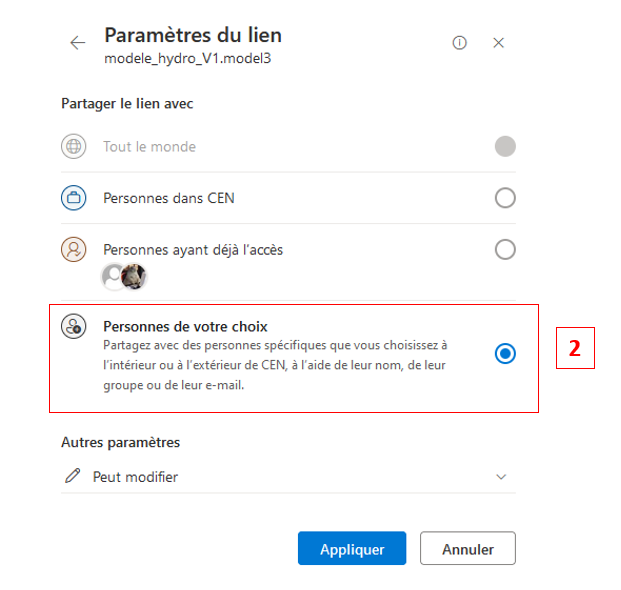 Paramètres du lien
modele_hydro_V1.model3
Partager le lien avec
Tout le monde
Personnes dans CEN
Personnes ayant déjà l'accès
Personnes de votre choix
Partagez avec des personnes spécifiques que vous choisissez à
l'intérieur ou à l'extérieur de CEN, à l'aide de leur nom, de leur
groupe ou de leur e-mail.
2
Autres paramètres
Peut modifier
Appliquer
Annuler